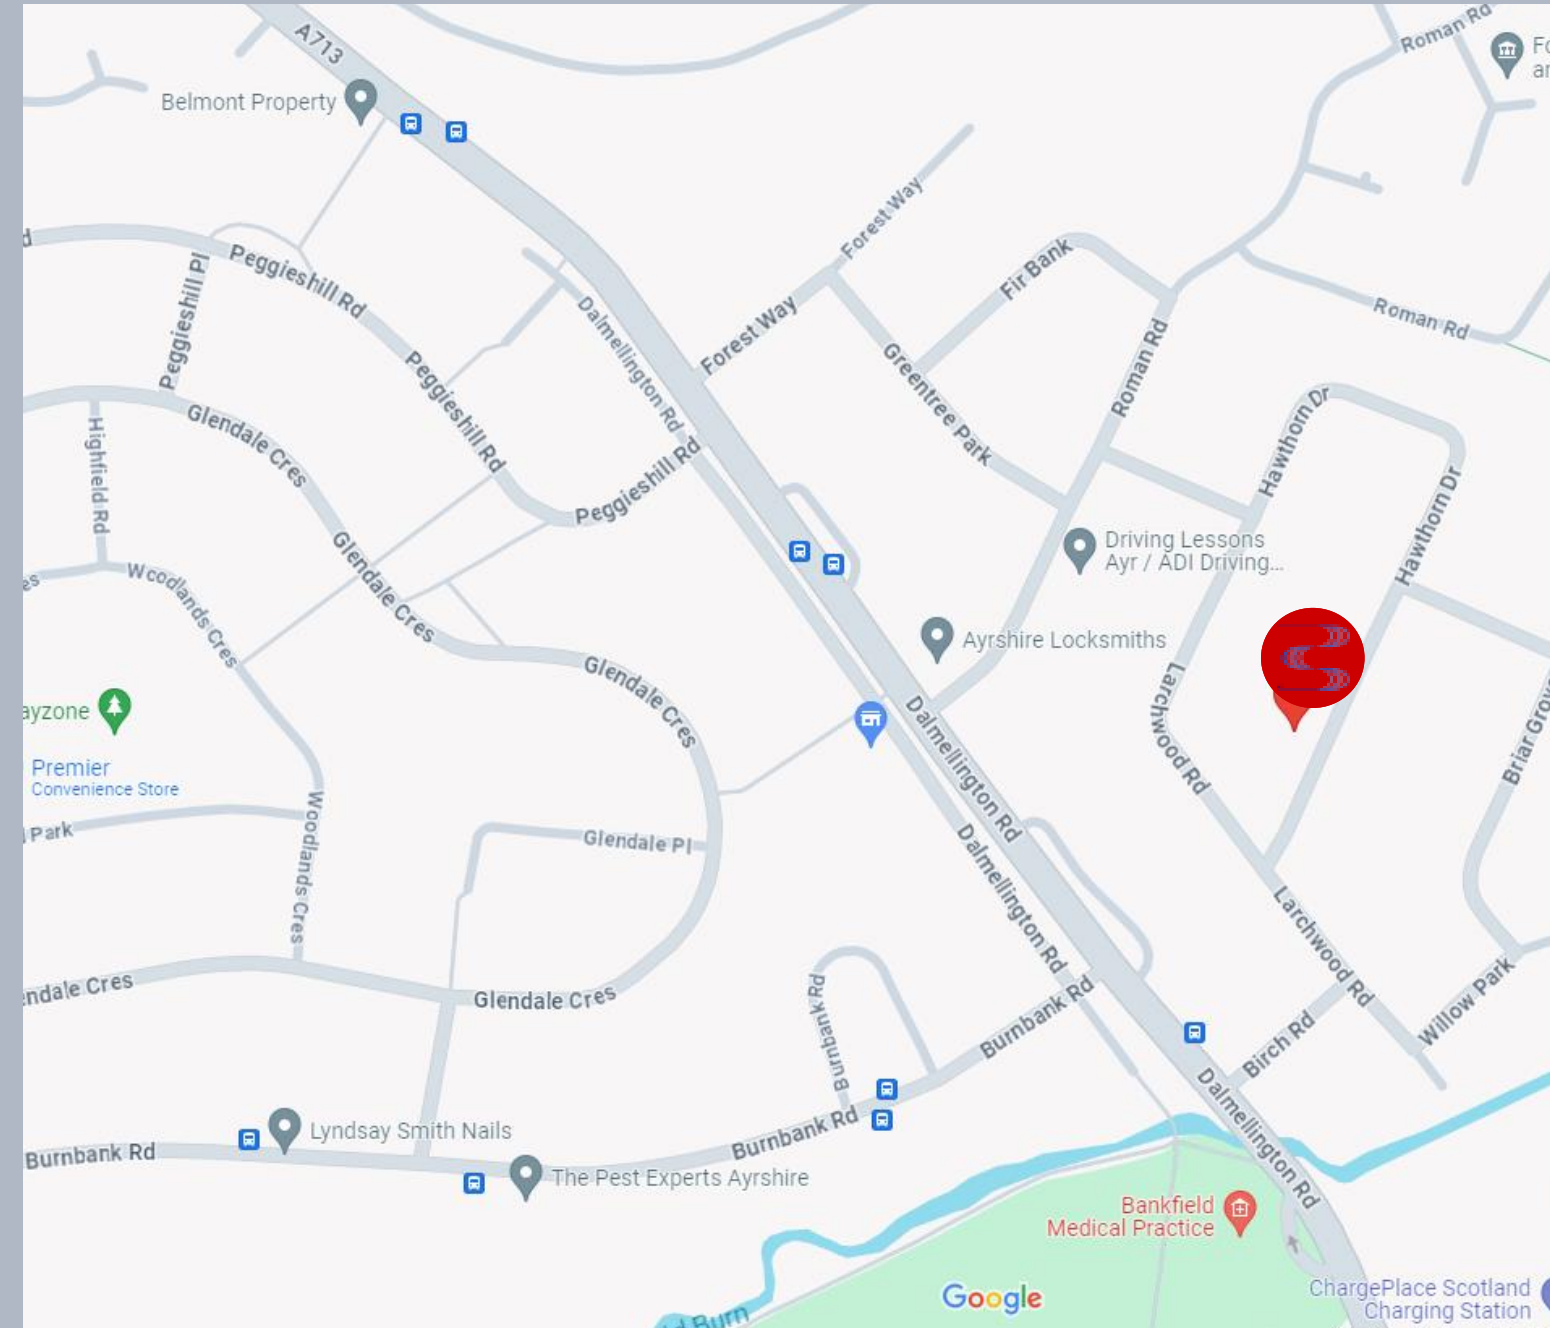 A713
Roman Rd
Belmont Property
Forest Way
Peggieshill Rd
Peggieshill Pl
Fir Bank
Dalmellington Rd
Forest Way
Roman Rd
Roman Rd
Greentree Park
Peggieshill Rd
Glendale Cres
Highfield Rd
Hawthorn Dr
Peggieshill Rd
Hawthorn Dr
Driving Lessons
Ayr / ADI Driving...
Glendale Cres
Woodlands Cres
Ayrshire Locksmiths
Glendale Cres
Larchwood Rd
ayzone
Premier
Convenience Store
Dalmellington Rd
Park
Woodlands Cres
Glendale Pl
Dalmellington Rd
Larchwood Rd
ndale Cres
Glendale Cres
Burnbank Rd
Burnbank Rd
Willow Park
Birch Rd
Burnbank Rd
Lyndsay Smith Nails
Burnbank Rd
The Pest Experts Ayrshire
Dalmellington Rd
Bankfield
Medical Practice
Google
ChargePlace Scotland
Charging Station
Burn